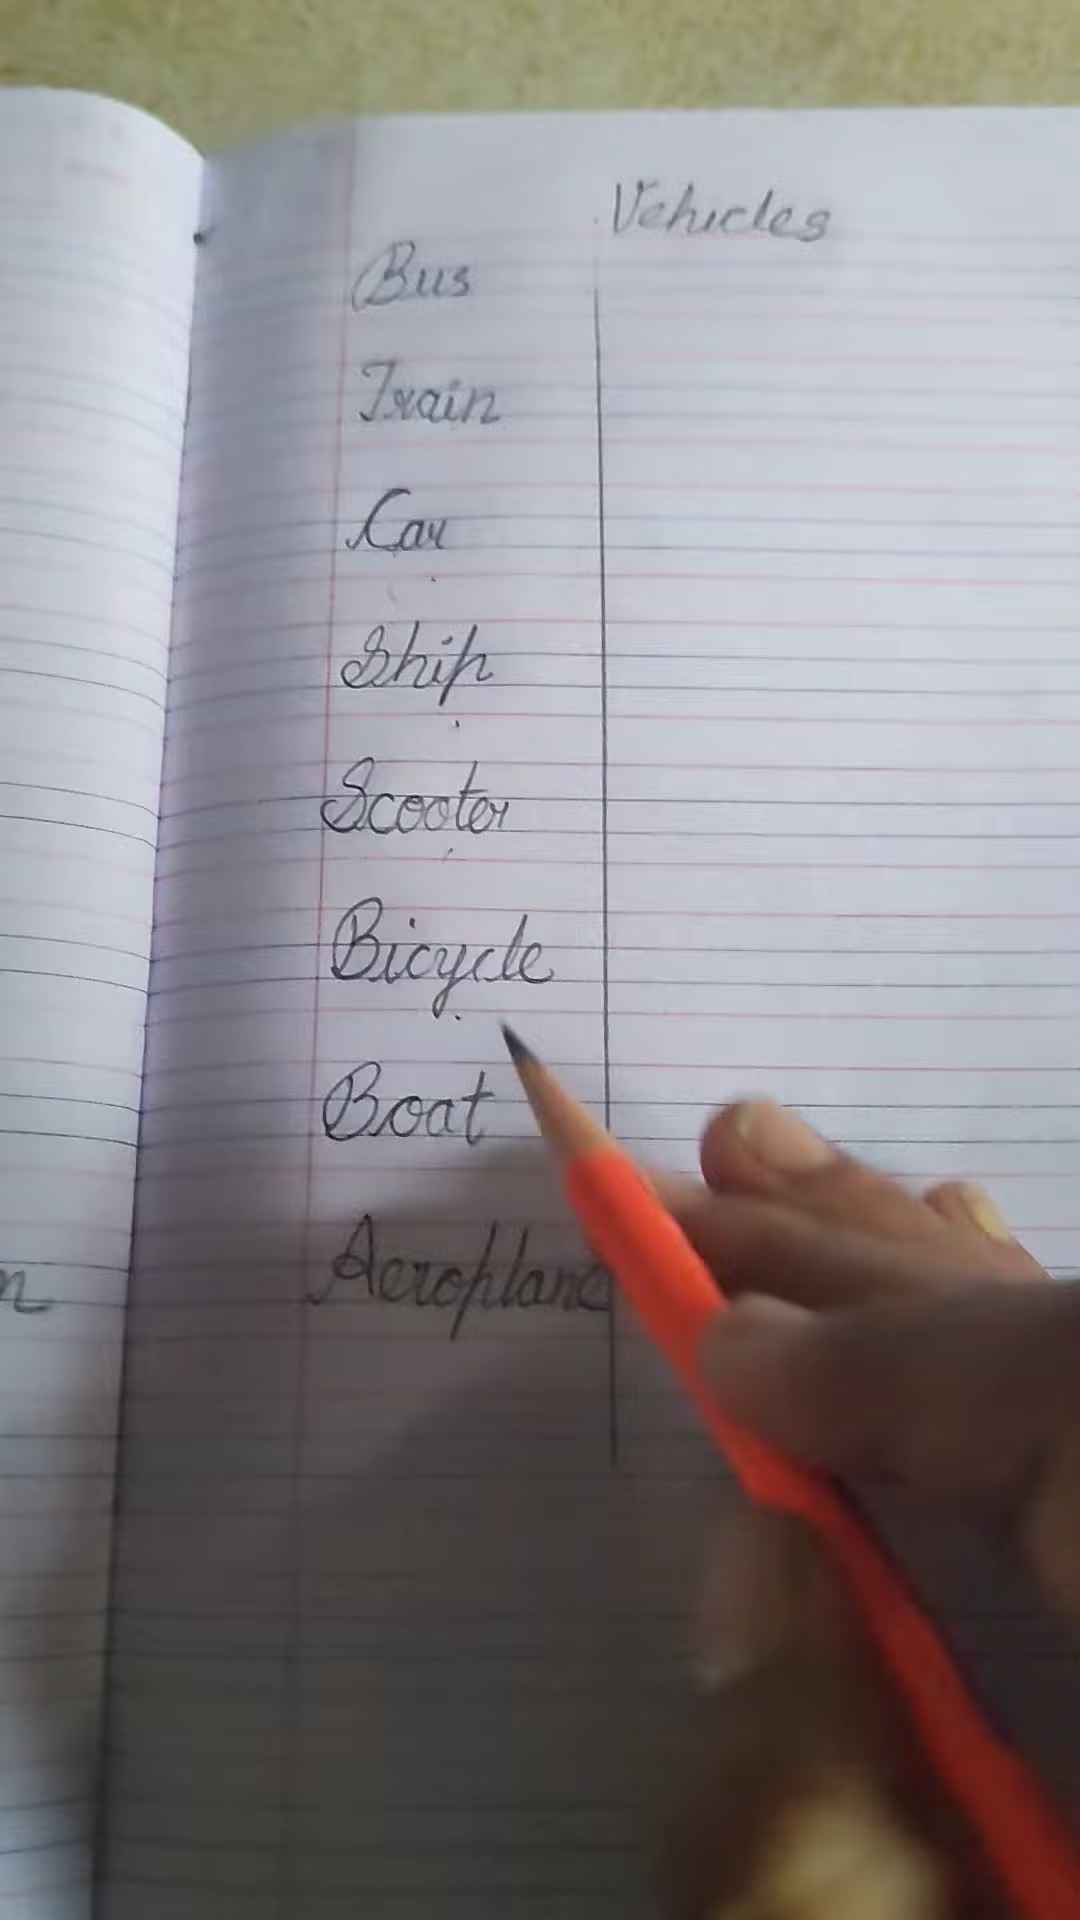 Vehicles
Bus
Train
Car
Ship
Scooter
Bicycle
Boat
Aeroplane